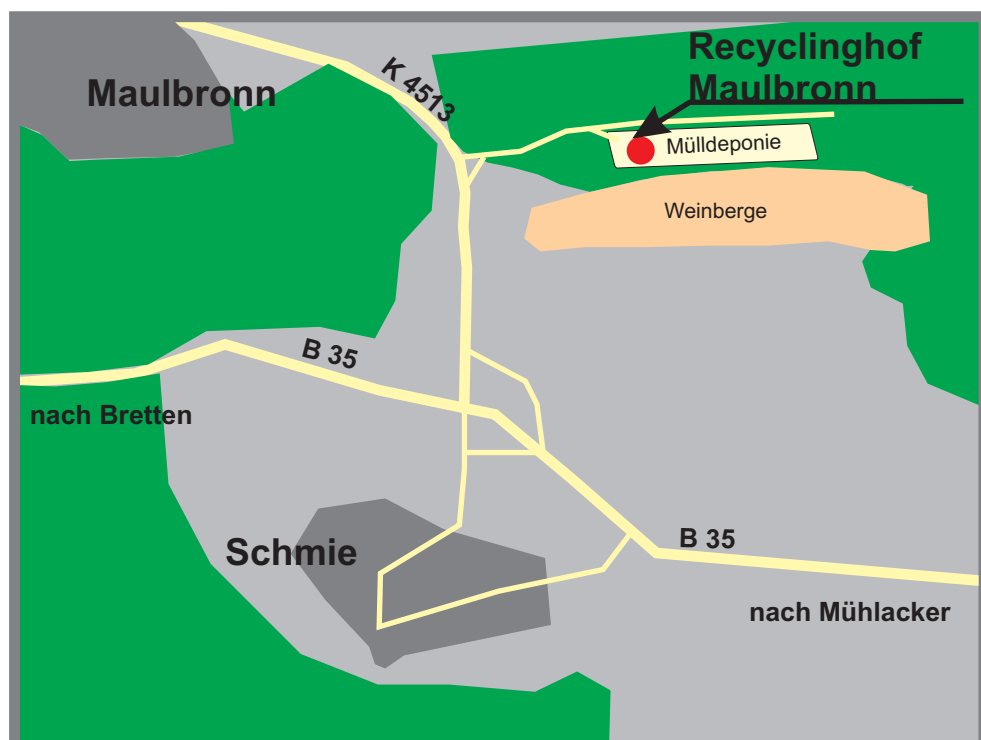 Recyclinghof
Maulbronn
Maulbronn
K 4513
Mülldeponie
Weinberge
B 35
nach Bretten
Schmie
B 35
nach Mühlacker